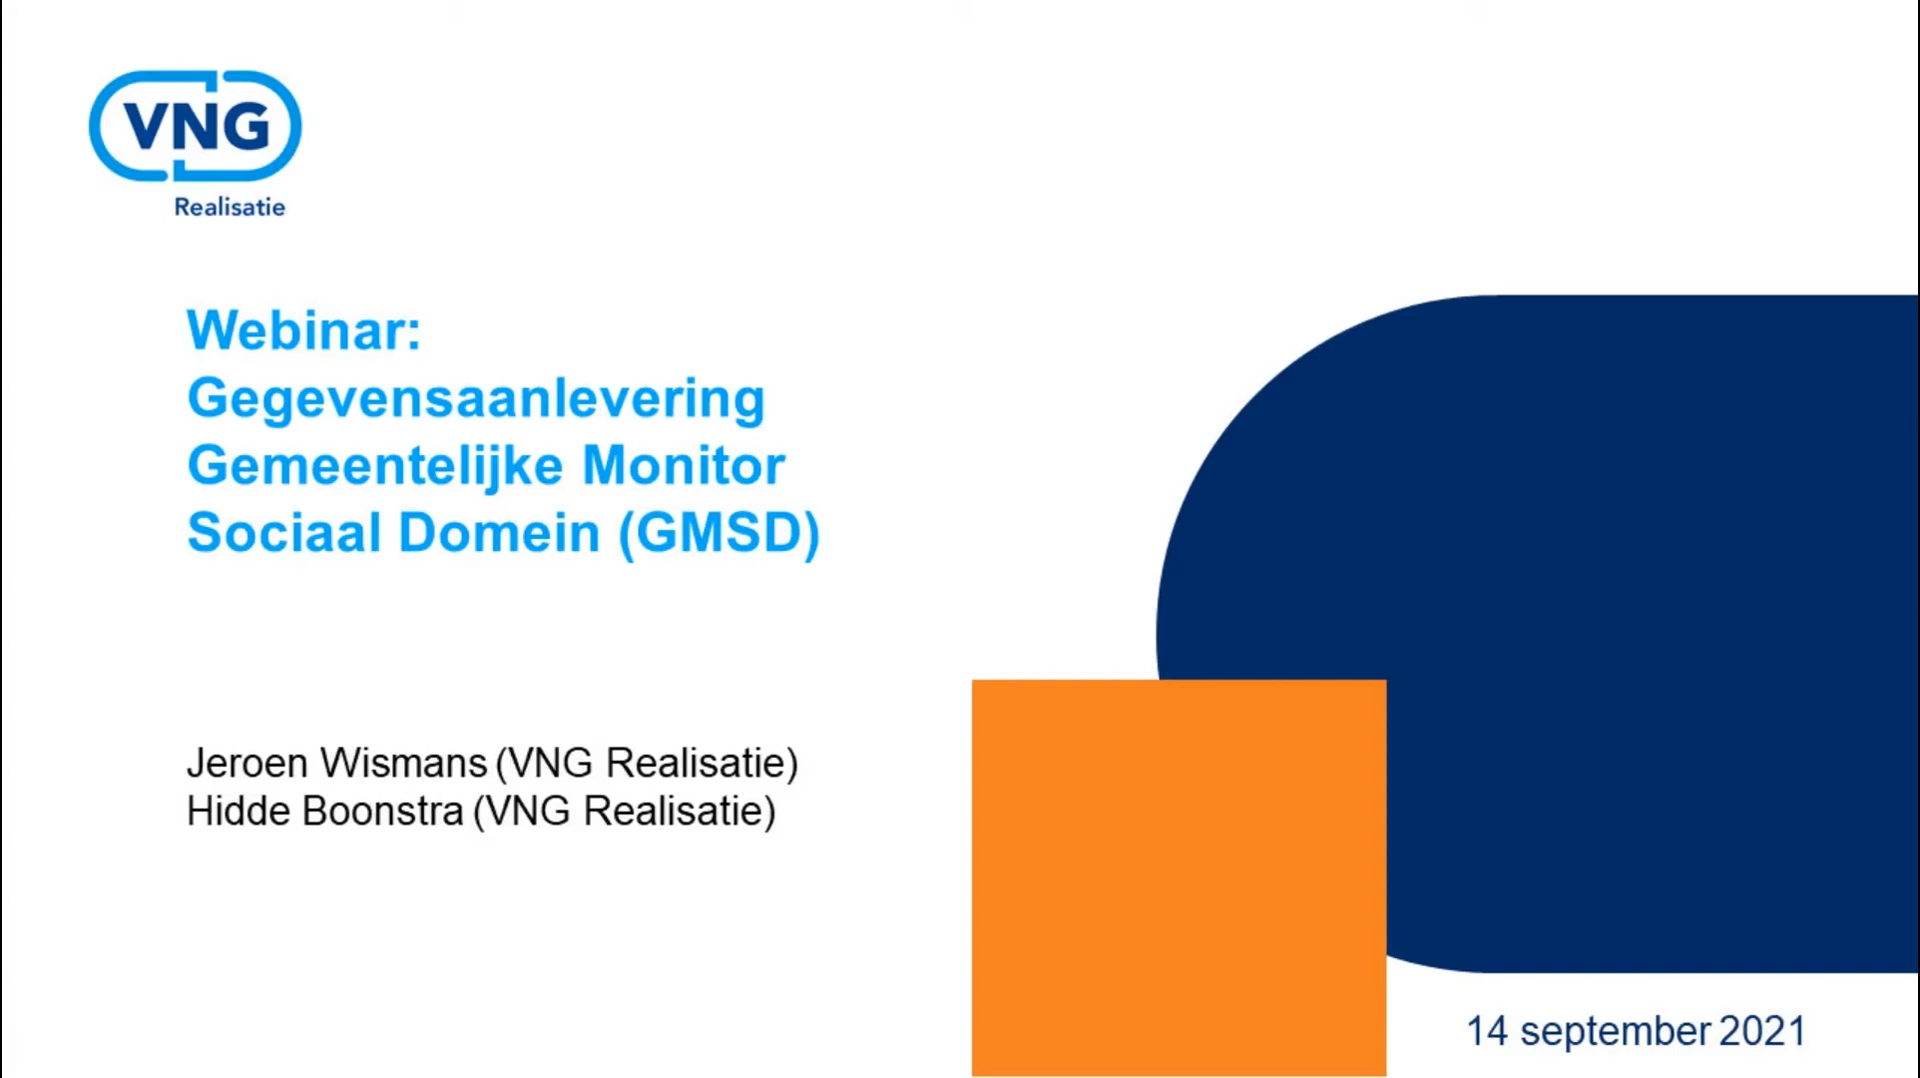 VNG
Realisatie
Webinar:
Gegevensaanlevering
Gemeentelijke Monitor
Sociaal Domein (GMSD)
Jeroen Wismans (VNG Realisatie)
Hidde Boonstra (VNG Realisatie)
14 september 2021